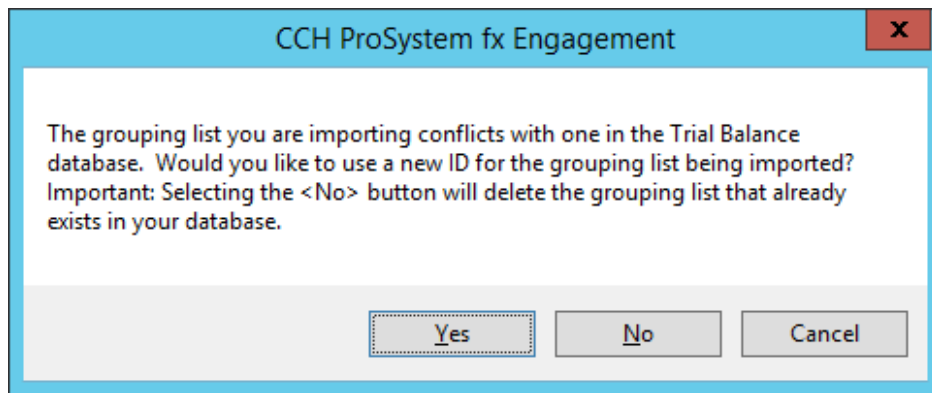 CCH ProSystem fx Engagement
x
The grouping list you are importing conflicts with one in the Trial Balance
database.  Would you like to use a new ID for the grouping list being imported?
Important: Selecting the <No> button will delete the grouping list that already
exists in your database.
Yes
No
Cancel